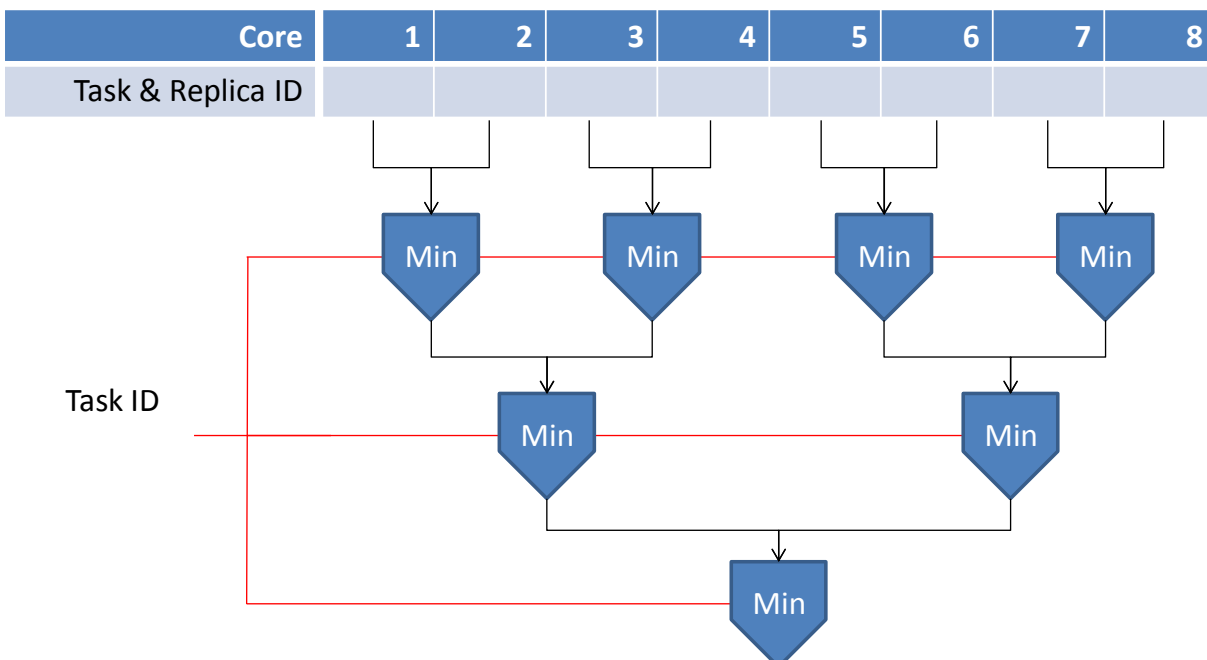 Core 1 2 3 4 5 6 7 8
Task & Replica ID
Min Min Min Min
Task ID
Min Min
Min